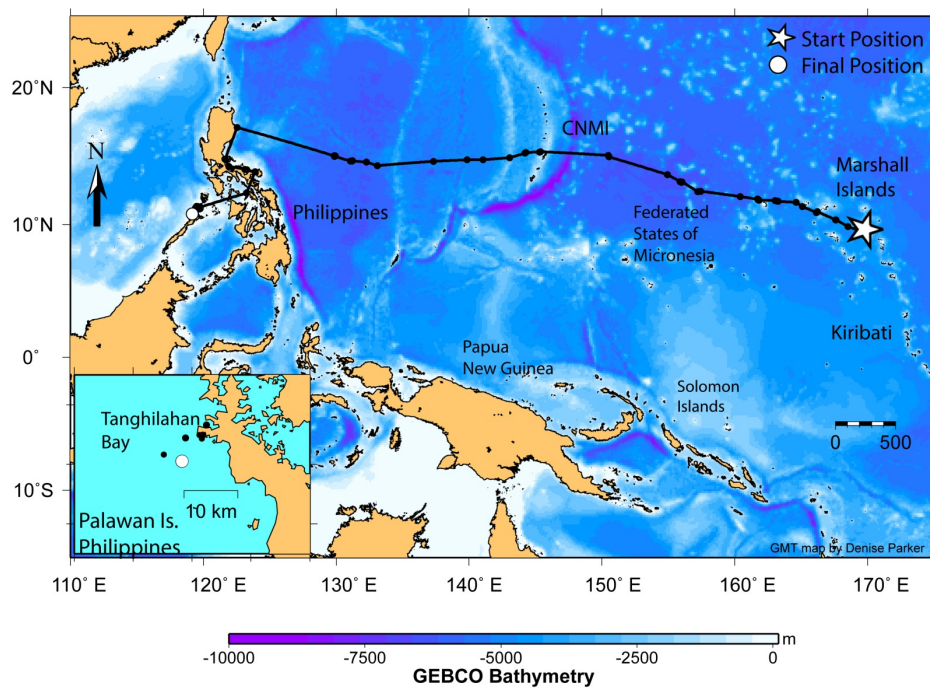 Start Position
Final Position
20°N
CNMI
N
Marshall
Islands
Philippines
10°N
Federated
States of
Micronesia
Kiribati
0°
Papua
New Guinea
Solomon
Islands
0 500
Tanghilahan
Bay
10°S
10 km
Palawan Is.
Philippines
GMT map by Denise Parker
110°E 120°E 130°E 140°E 150°E 160°E 170°E
m
-10000 -7500 -5000 -2500 0
GEBCO Bathymetry